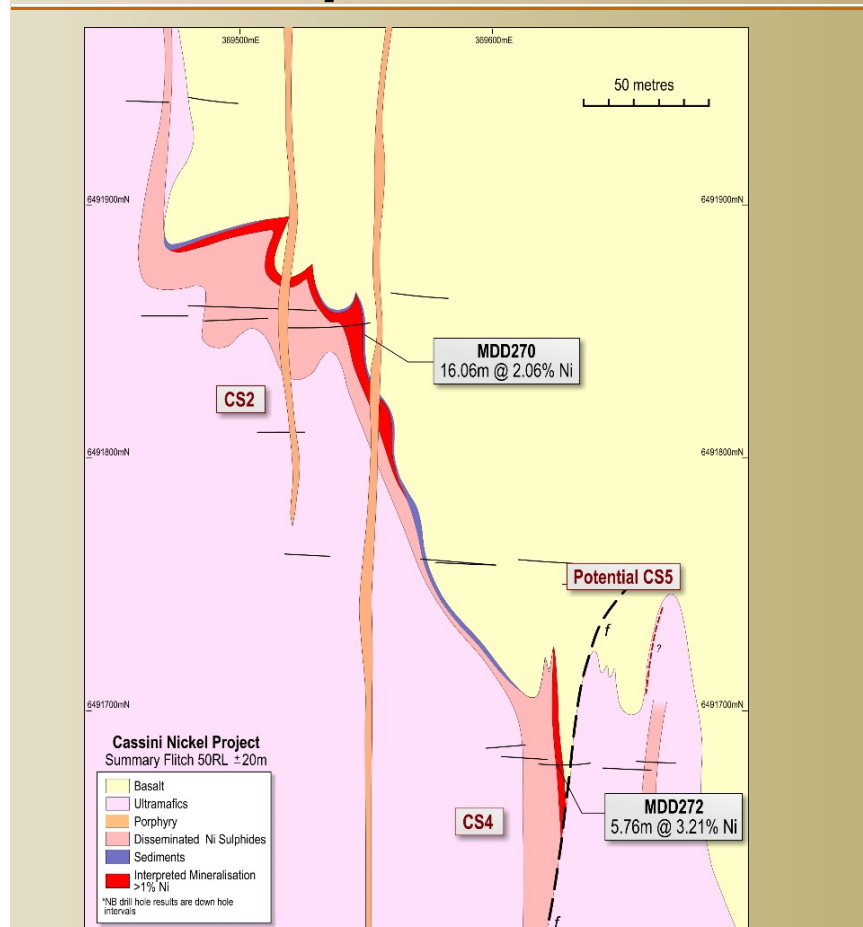 369500mE
369600mE
50 metres
6491900mN
6491900mN
MDD270
16.06m @ 2.06% Ni
CS2
6491800mN
6491800mN
Potential CS5
f
?
6491700mN
6491700mN
Cassini Nickel Project
Summary Flitch 50RL ±20m
Basalt
Ultramafics
Porphyry
Disseminated Ni Sulphides
Sediments
Interpreted Mineralisation
>1% Ni
*NB drill hole results are down hole
intervals
CS4
MDD272
5.76m @ 3.21% Ni
f